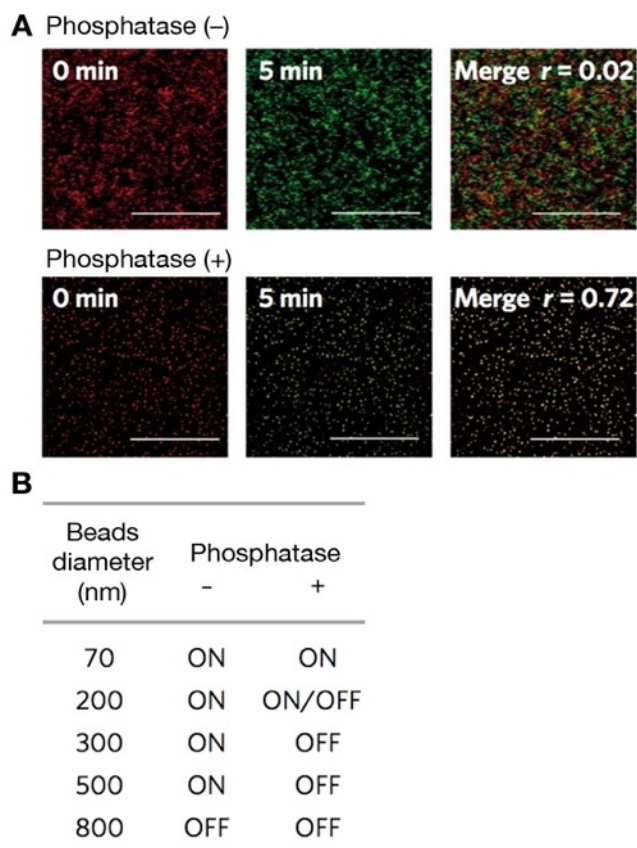 A Phosphatase (–)
0 min 5 min Merge r = 0.02
Phosphatase (+)
0 min 5 min Merge r = 0.72
B
Beads diameter (nm) Phosphatase
– +
70 ON ON
200 ON ON/OFF
300 ON OFF
500 ON OFF
800 OFF OFF